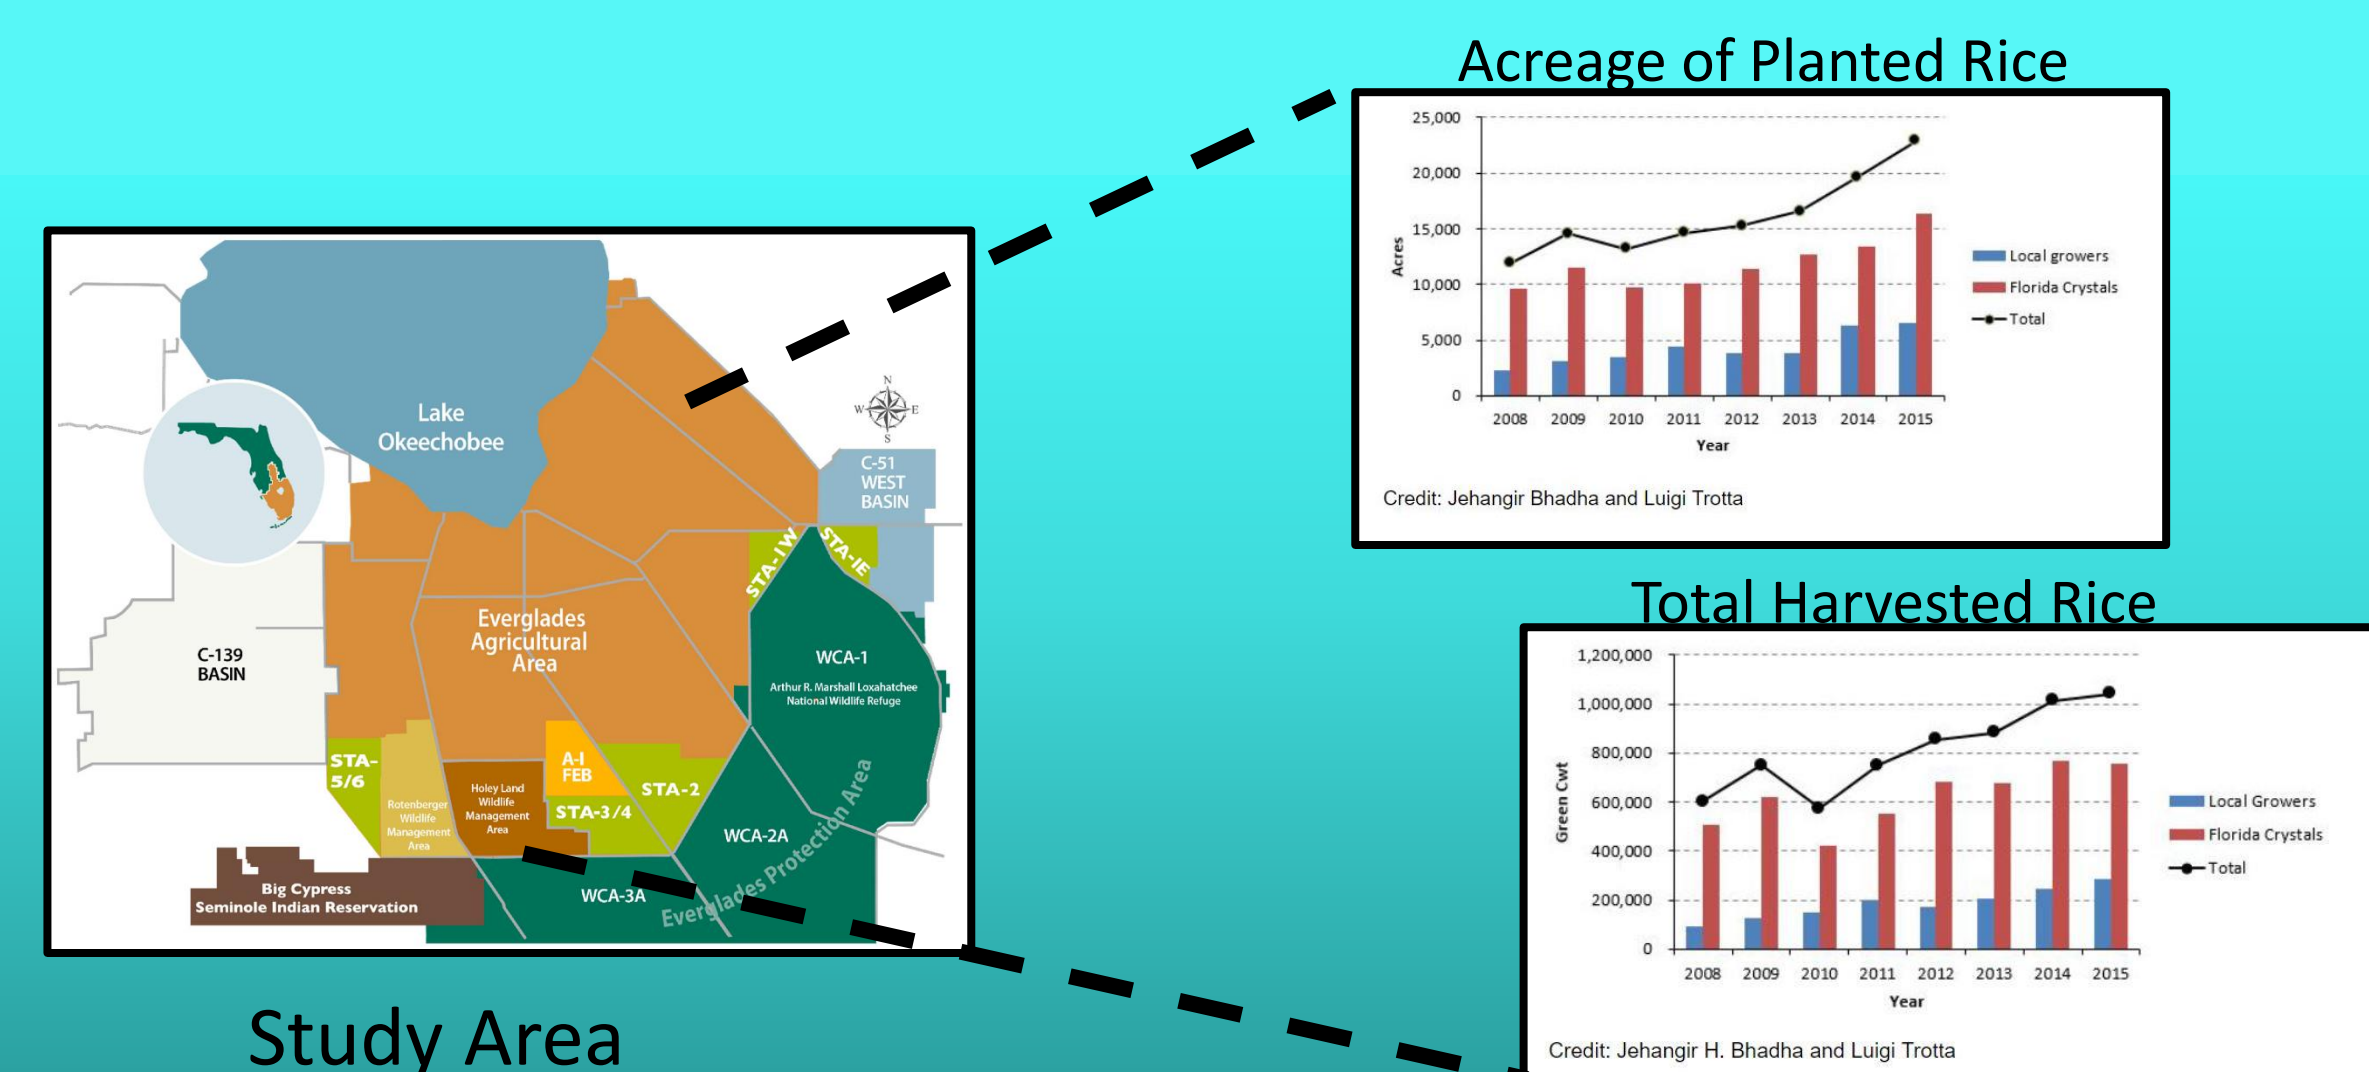 Acreage of Planted Rice
25,000
20,000
15,000
10,000
5,000
0
Acres
2008 2009 2010 2011 2012 2013 2014 2015
Year
Local growers
Florida Crystals
Total
Credit: Jehangir Bhadha and Luigi Trotta
Lake
Okeechobee
N
W E
S
C-51
WEST
BASIN
STA-1W
STA-1E
Everglades
Agricultural
Area
C-139
BASIN
WCA-1
Arthur R. Marshall Loxahatchee
National Wildlife Refuge
STA-
5/6
A-1
FEB
STA-2
STA-3/4
Rotenberger
Wildlife
Management
Area
Holey Land
Wildlife
Management
Area
WCA-2A
Everglades Protection Area
WCA-3A
Big Cypress
Seminole Indian Reservation
Study Area
Total Harvested Rice
1,200,000
1,000,000
800,000
600,000
400,000
200,000
0
Green Cwt
2008 2009 2010 2011 2012 2013 2014 2015
Year
Local Growers
Florida Crystals
Total
Credit: Jehangir H. Bhadha and Luigi Trotta